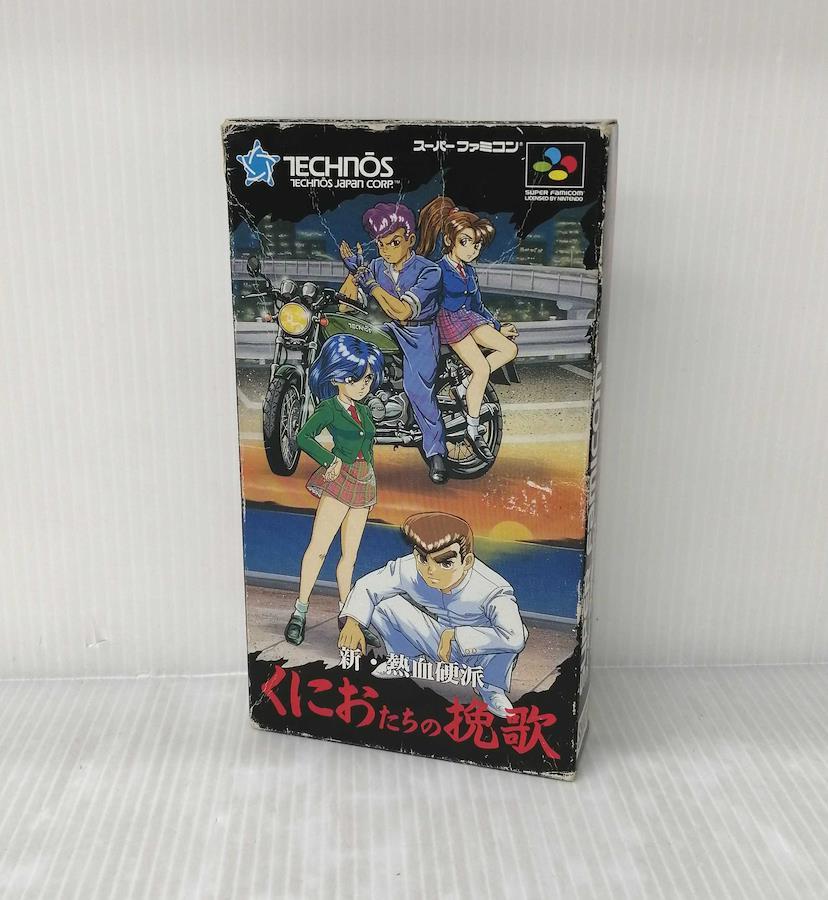 TECHNŌS
TECHNŌS JAPAN CORP.™
スーパーファミコン®
SUPER FAMICOM
LICENSED BY NINTENDO
TECHNŌS
新・熱血硬派
くにおたちの挽歌